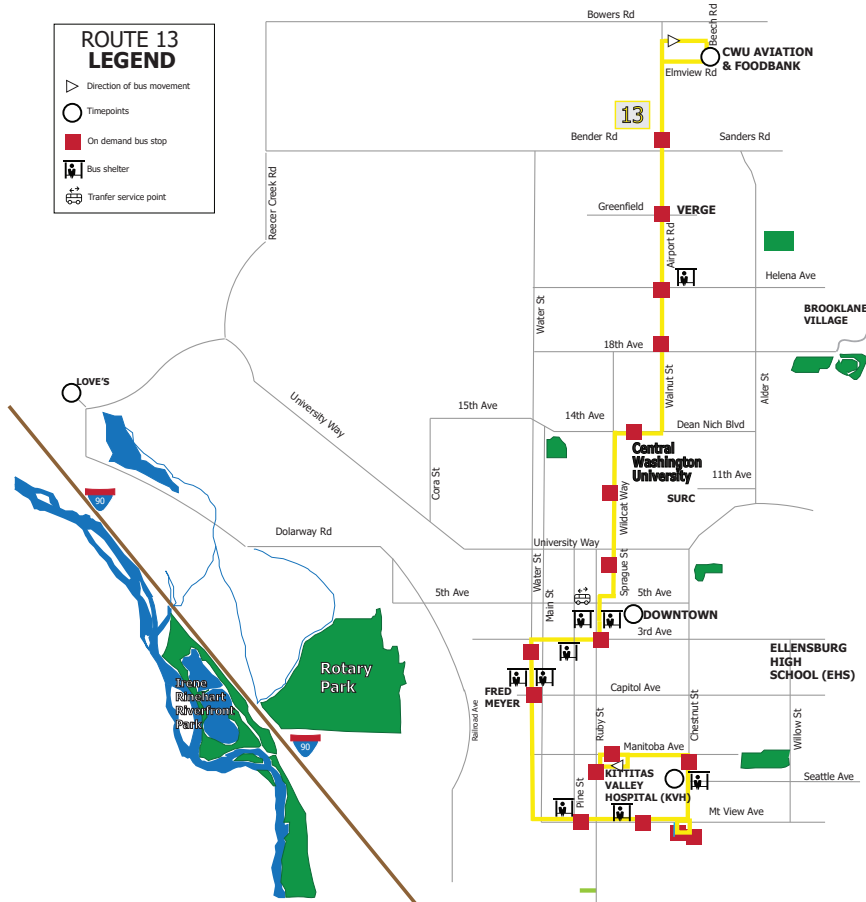 ROUTE 13
LEGEND
Direction of bus movement
Timepoints
On demand bus stop
Bus shelter
Tranfer service point
Bowers Rd
Beech Rd
CWU AVIATION
& FOODBANK
Elmview Rd
13
Bender Rd
Sanders Rd
Reecer Creek Rd
Greenfield
VERGE
Airport Rd
Helena Ave
Water St
BROOKLANE
VILLAGE
18th Ave
LOVE'S
Walnut St
Alder St
University Way
15th Ave
14th Ave
Dean Nich Blvd
Central
Washington
University
Cora St
11th Ave
Wildcat Way
SURC
90
Dolarway Rd
University Way
Water St
Main St
Sprague St
5th Ave
5th Ave
DOWNTOWN
3rd Ave
ELLENSBURG
HIGH
SCHOOL (EHS)
Rotary
Park
Irene
Rinehart
Riverfront
Park
FRED
MEYER
Capitol Ave
Railroad Ave
Ruby St
Chestnut St
Willow St
90
Manitoba Ave
KITTITAS
VALLEY
HOSPITAL (KVH)
Seattle Ave
Pine St
Mt View Ave